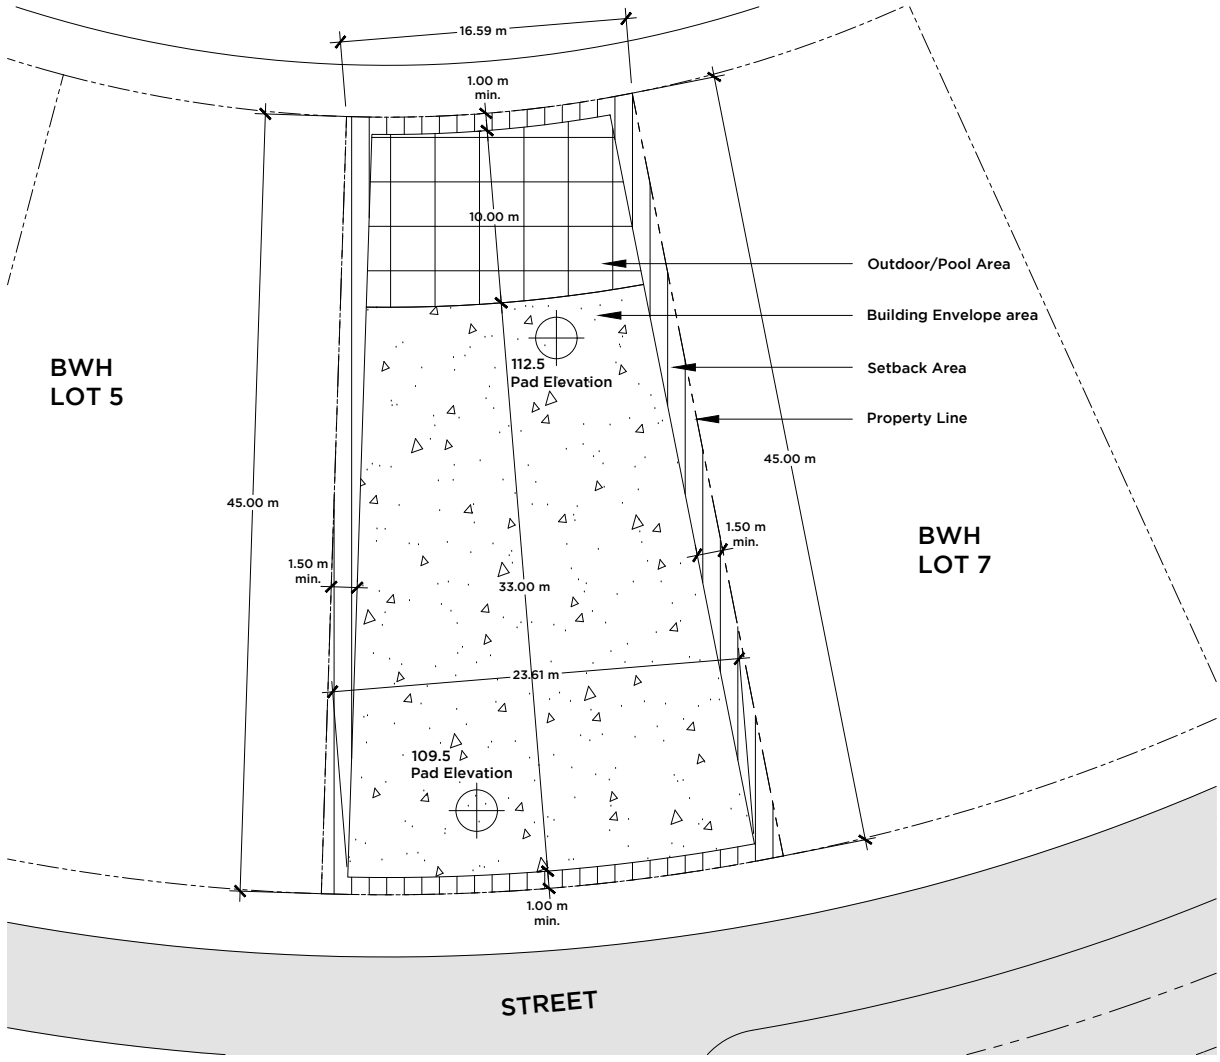 16.59 m
1.00 m
min.
10.00 m
Outdoor/Pool Area
Building Envelope area
112.5
Pad Elevation
Setback Area
BWH
LOT 5
Property Line
45.00 m
45.00 m
1.50 m
min.
BWH
LOT 7
1.50 m
min.
33.00 m
23.61 m
109.5
Pad Elevation
1.00 m
min.
STREET